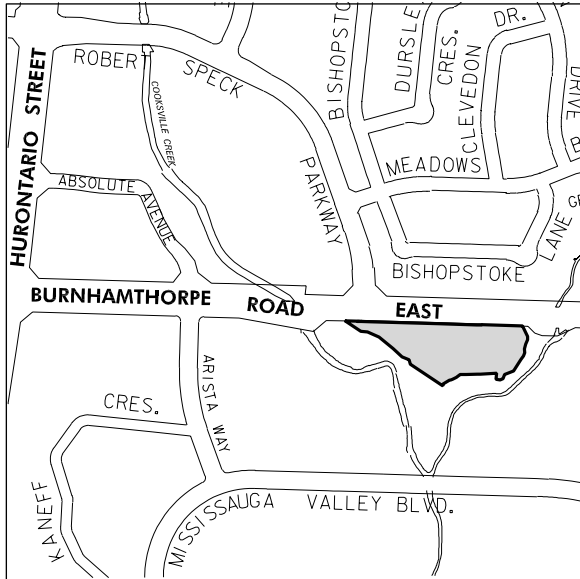 DR.
BISHOPSTO
DURSLE
CRES.
CLEVEDON
DRIVE
ROBERT
SPECK
PARKWAY
HURONTARIO STREET
COOKSVILLE CREEK
MEADOWS
B
ABSOLUTE
AVENUE
LANE
GR
BISHOPSTOKE
BURNHAMTHORPE
ROAD
EAST
ARISTA WAY
CRES.
KANEFF
MISSISSAUGA
VALLEY BLVD.